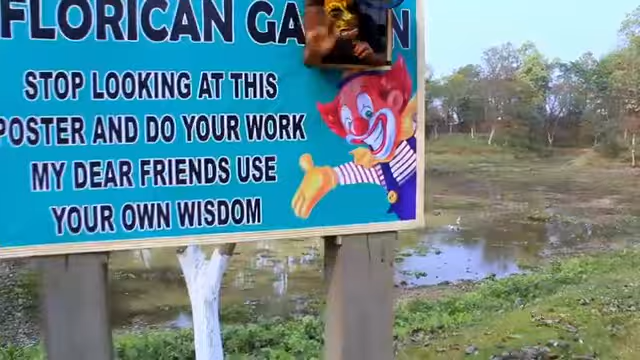 FLORICAN GA N
STOP LOOKING AT THIS
POSTER AND DO YOUR WORK
MY DEAR FRIENDS USE
YOUR OWN WISDOM